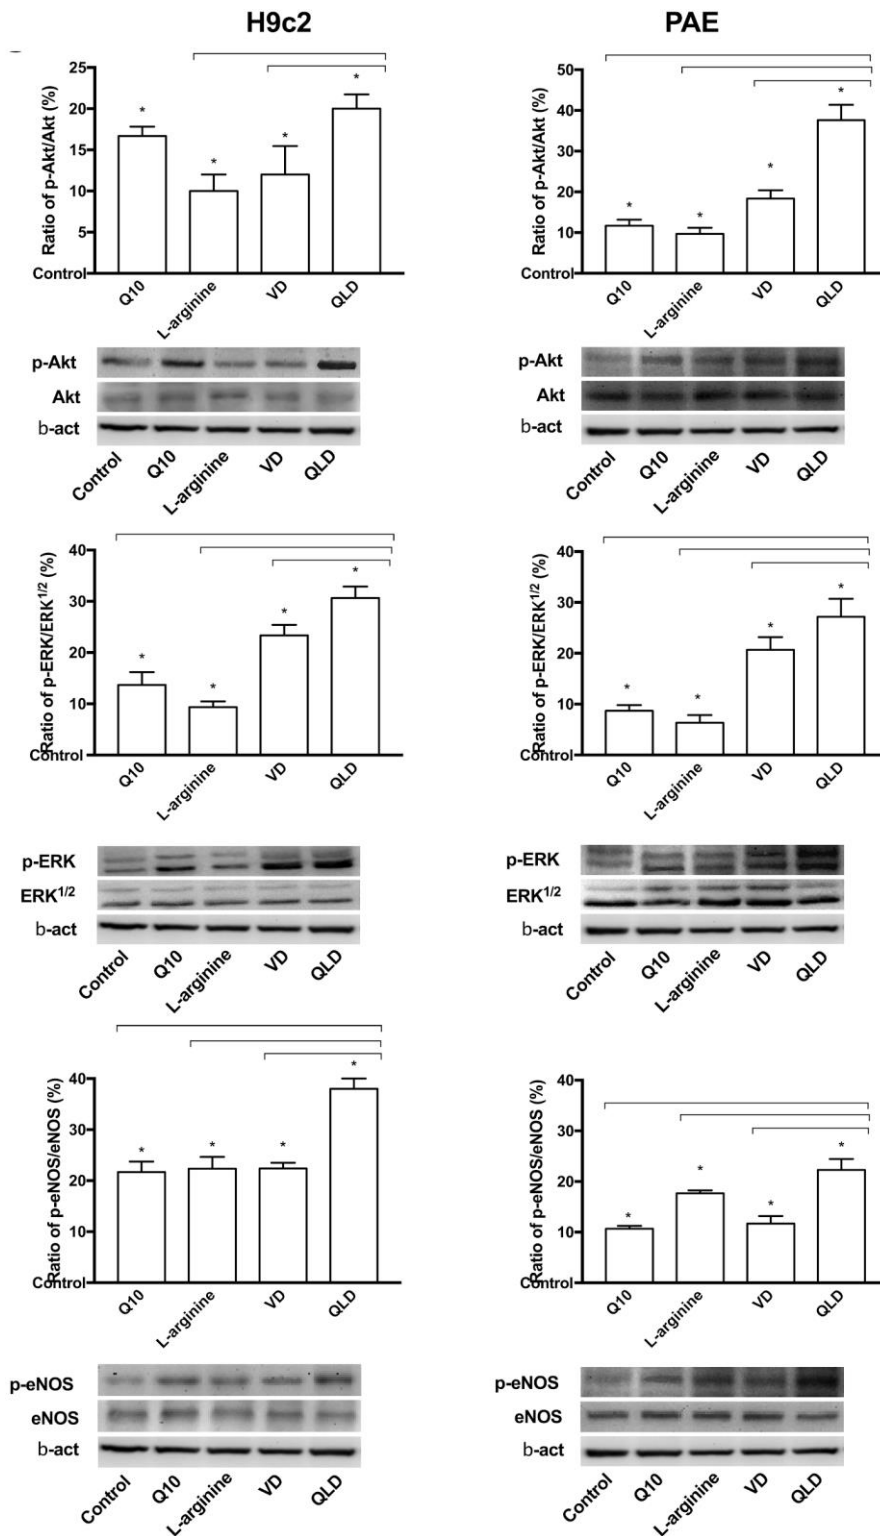 H9c2
PAE
Ratio of p-Akt/Akt (%)
25
20
15
10
5
Control
* * * *
Q10 L-arginine VD QLD
Ratio of p-Akt/Akt (%)
50
40
30
20
10
Control
* * * *
Q10 L-arginine VD QLD
p-Akt
Akt
b-act
Control Q10 L-arginine VD QLD
p-Akt
Akt
b-act
Control Q10 L-arginine VD QLD
Ratio of p-ERK/ERK1/2 (%)
40
30
20
10
Control
* * * *
Q10 L-arginine VD QLD
Ratio of p-ERK/ERK1/2 (%)
40
30
20
10
Control
* * * *
Q10 L-arginine VD QLD
p-ERK
ERK1/2
b-act
Control Q10 L-arginine VD QLD
p-ERK
ERK1/2
b-act
Control Q10 L-arginine VD QLD
Ratio of p-eNOS/eNOS (%)
40
30
20
10
Control
* * * *
Q10 L-arginine VD QLD
Ratio of p-eNOS/eNOS (%)
40
30
20
10
Control
* * * *
Q10 L-arginine VD QLD
p-eNOS
eNOS
b-act
Control Q10 L-arginine VD QLD
p-eNOS
eNOS
b-act
Control Q10 L-arginine VD QLD